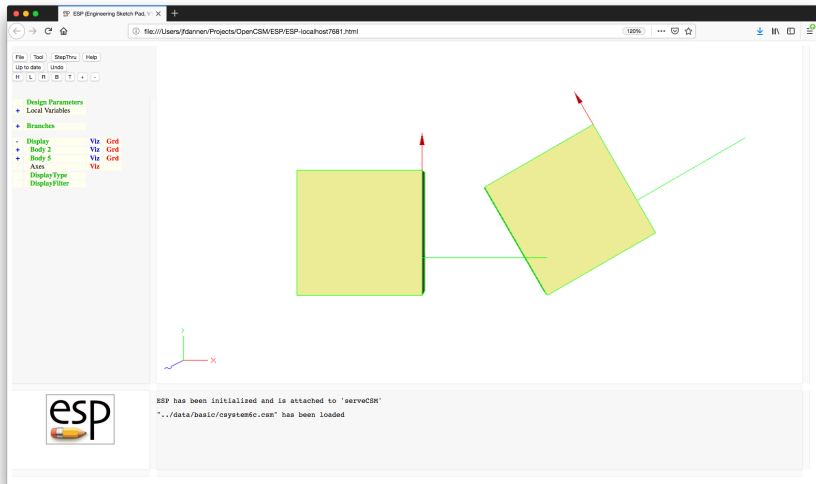 ESP (Engineering Sketch Pad, V
file:///Users/jfdannen/Projects/OpenCSM/ESP/ESP-localhost7681.html
120%
File Tool StepThru Help
Up to date Undo
H L R B T + -
Design Parameters
+ Local Variables
+ Branches
- Display Viz Grd
+ Body 2 Viz Grd
+ Body 5 Viz Grd
Axes Viz
DisplayType
DisplayFilter
Y
X
esp
ESP has been initialized and is attached to 'serveCSM'
"../data/basic/csystem6c.csm" has been loaded